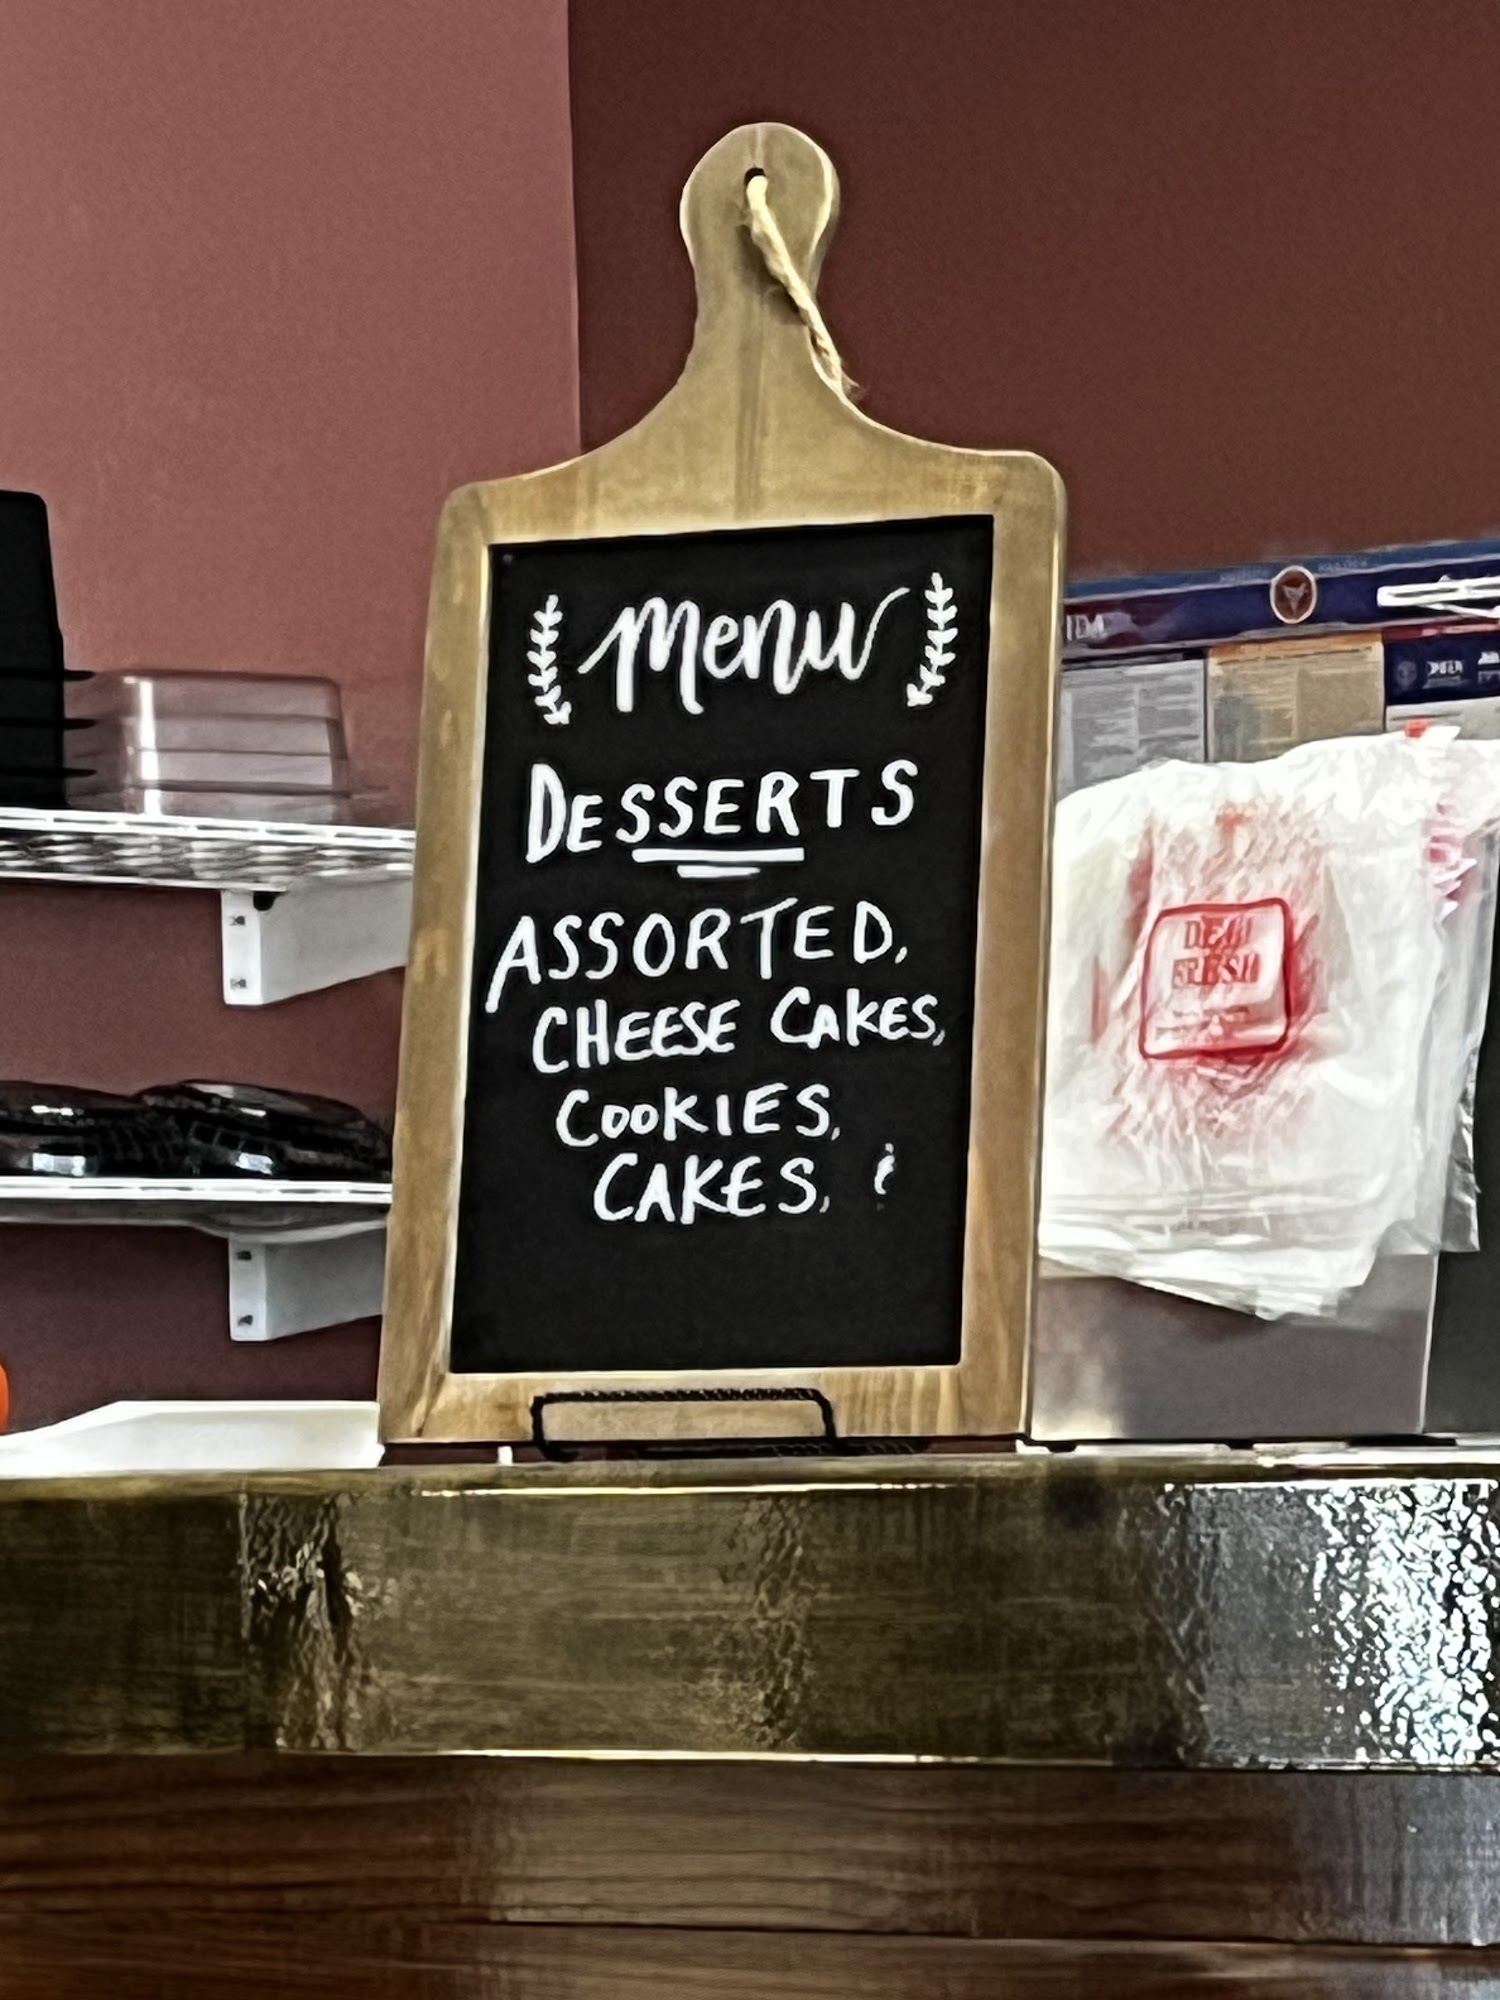 Menu
DESSERTS
ASSORTED,
CHEESE CAKES,
COOKIES,
CAKES, &